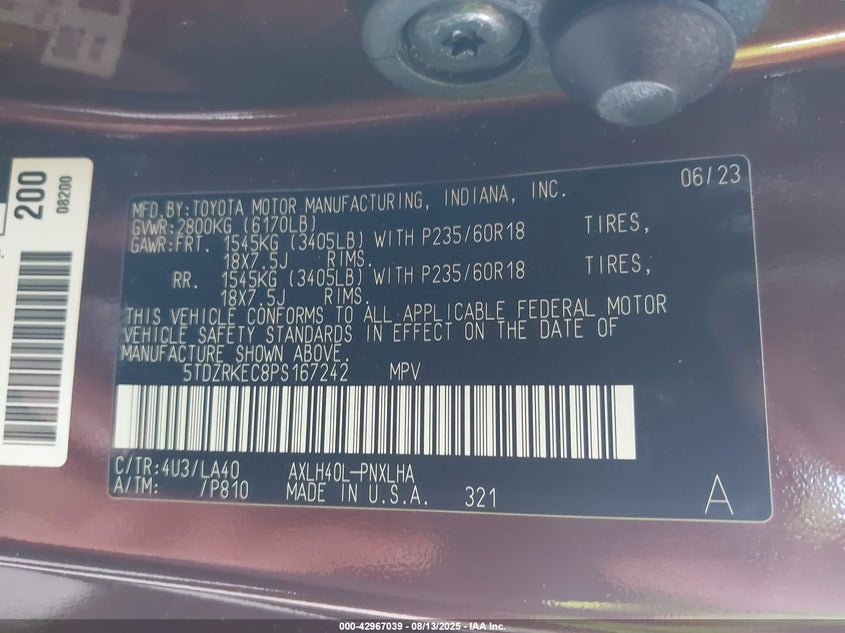 200
08200
06/23
MFD.BY:TOYOTA MOTOR MANUFACTURING, INDIANA, INC.
GVWR:2800KG (6170LB)
GAWR:FRT. 1545KG (3405LB) WITH P235/60R18 TIRES,
18X7.5J RIMS.
RR. 1545KG (3405LB) WITH P235/60R18 TIRES,
18X7.5J RIMS.
THIS VEHICLE CONFORMS TO ALL APPLICABLE FEDERAL MOTOR
VEHICLE SAFETY STANDARDS IN EFFECT ON THE DATE OF
MANUFACTURE SHOWN ABOVE.
5TDZRKEC8PS167242 MPV
C/TR:4U3/LA40 AXLH40L-PNXLHA
A/TM: /P810 MADE IN U.S.A. 321 A
000-42967039 - 08/13/2025 - IAA Inc.